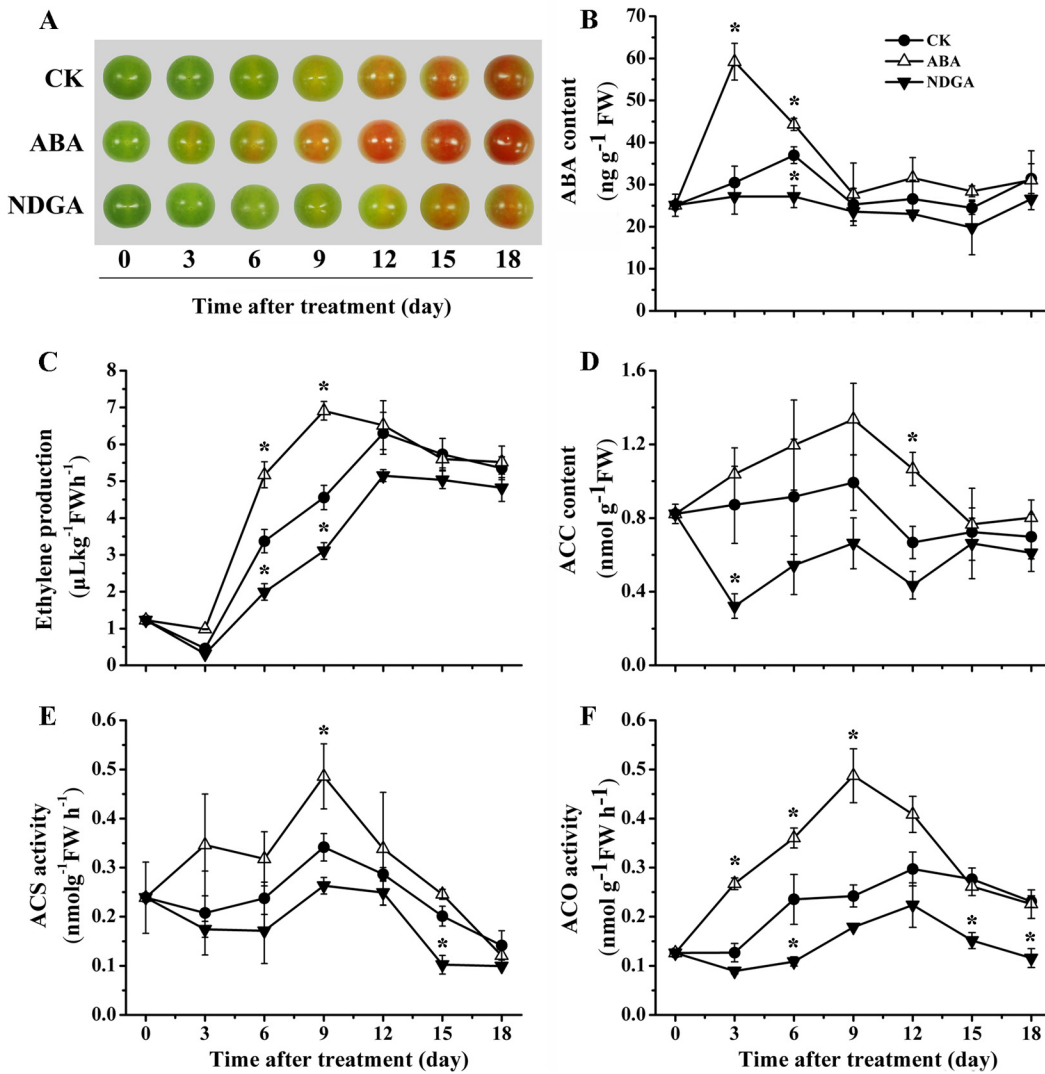 A
CK
ABA
NDGA
0 3 6 9 12 15 18
Time after treatment (day)
B
*
*
*
CK
ABA
NDGA
70
60
50
40
30
20
10
0
ABA content
(ng g⁻¹ FW)
C
*
*
*
*
8
7
6
5
4
3
2
1
0
Ethylene production
(μLkg⁻¹FWh⁻¹)
D
*
*
1.6
1.2
0.8
0.4
0.0
ACC content
(nmol g⁻¹FW)
E
*
*
0.6
0.5
0.4
0.3
0.2
0.1
0.0
ACS activity
(nmolg⁻¹FW h⁻¹)
0 3 6 9 12 15 18
Time after treatment (day)
F
*
*
*
*
*
*
0.6
0.5
0.4
0.3
0.2
0.1
0.0
ACO activity
(nmol g⁻¹FW h⁻¹)
0 3 6 9 12 15 18
Time after treatment (day)